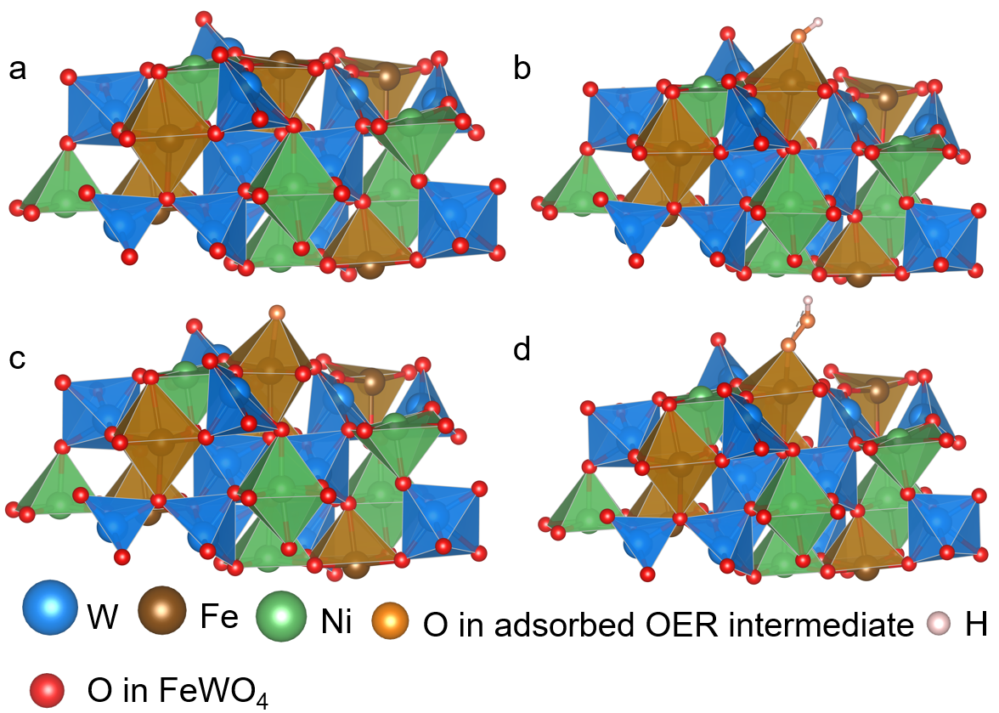 a
b
c
d
W Fe Ni O in adsorbed OER intermediate H
O in FeWO₄